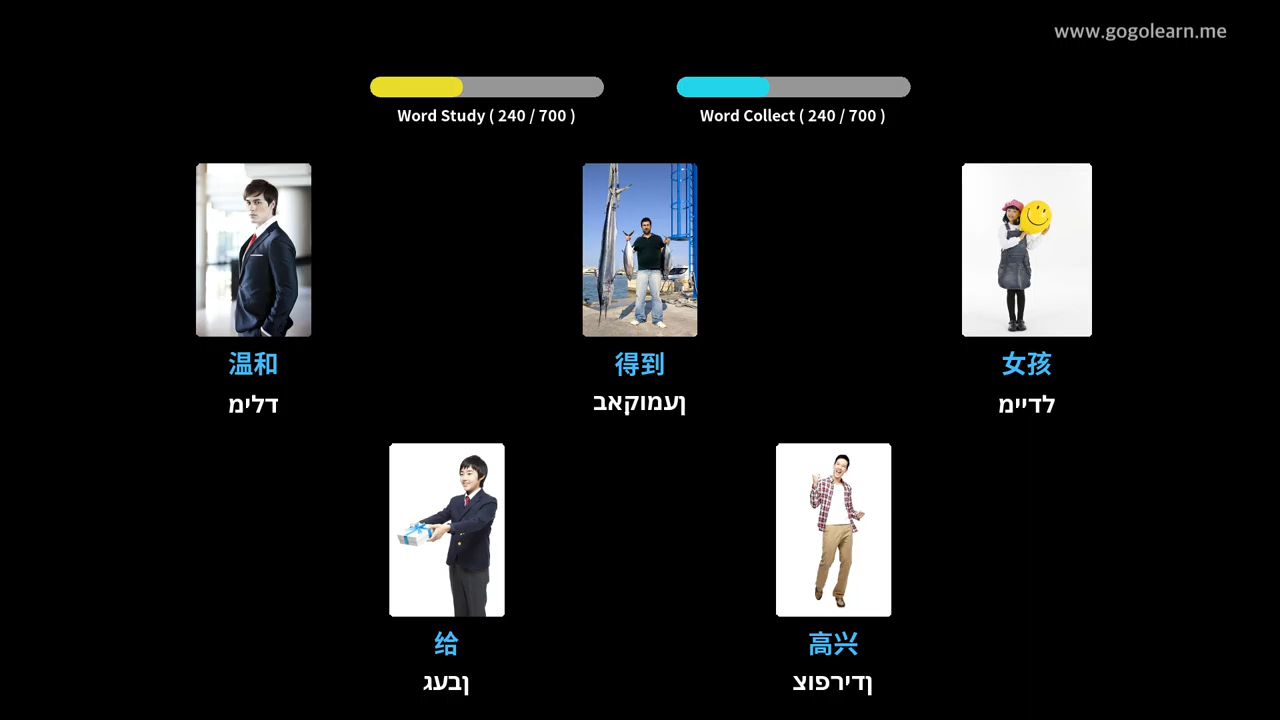 www.gogolearn.me
Word Study ( 240 / 700 )
Word Collect ( 240 / 700 )
温和
דלימ
得到
ןעמוקאב
女孩
לדיימ
给
ןבעג
高兴
ןדירפוצ